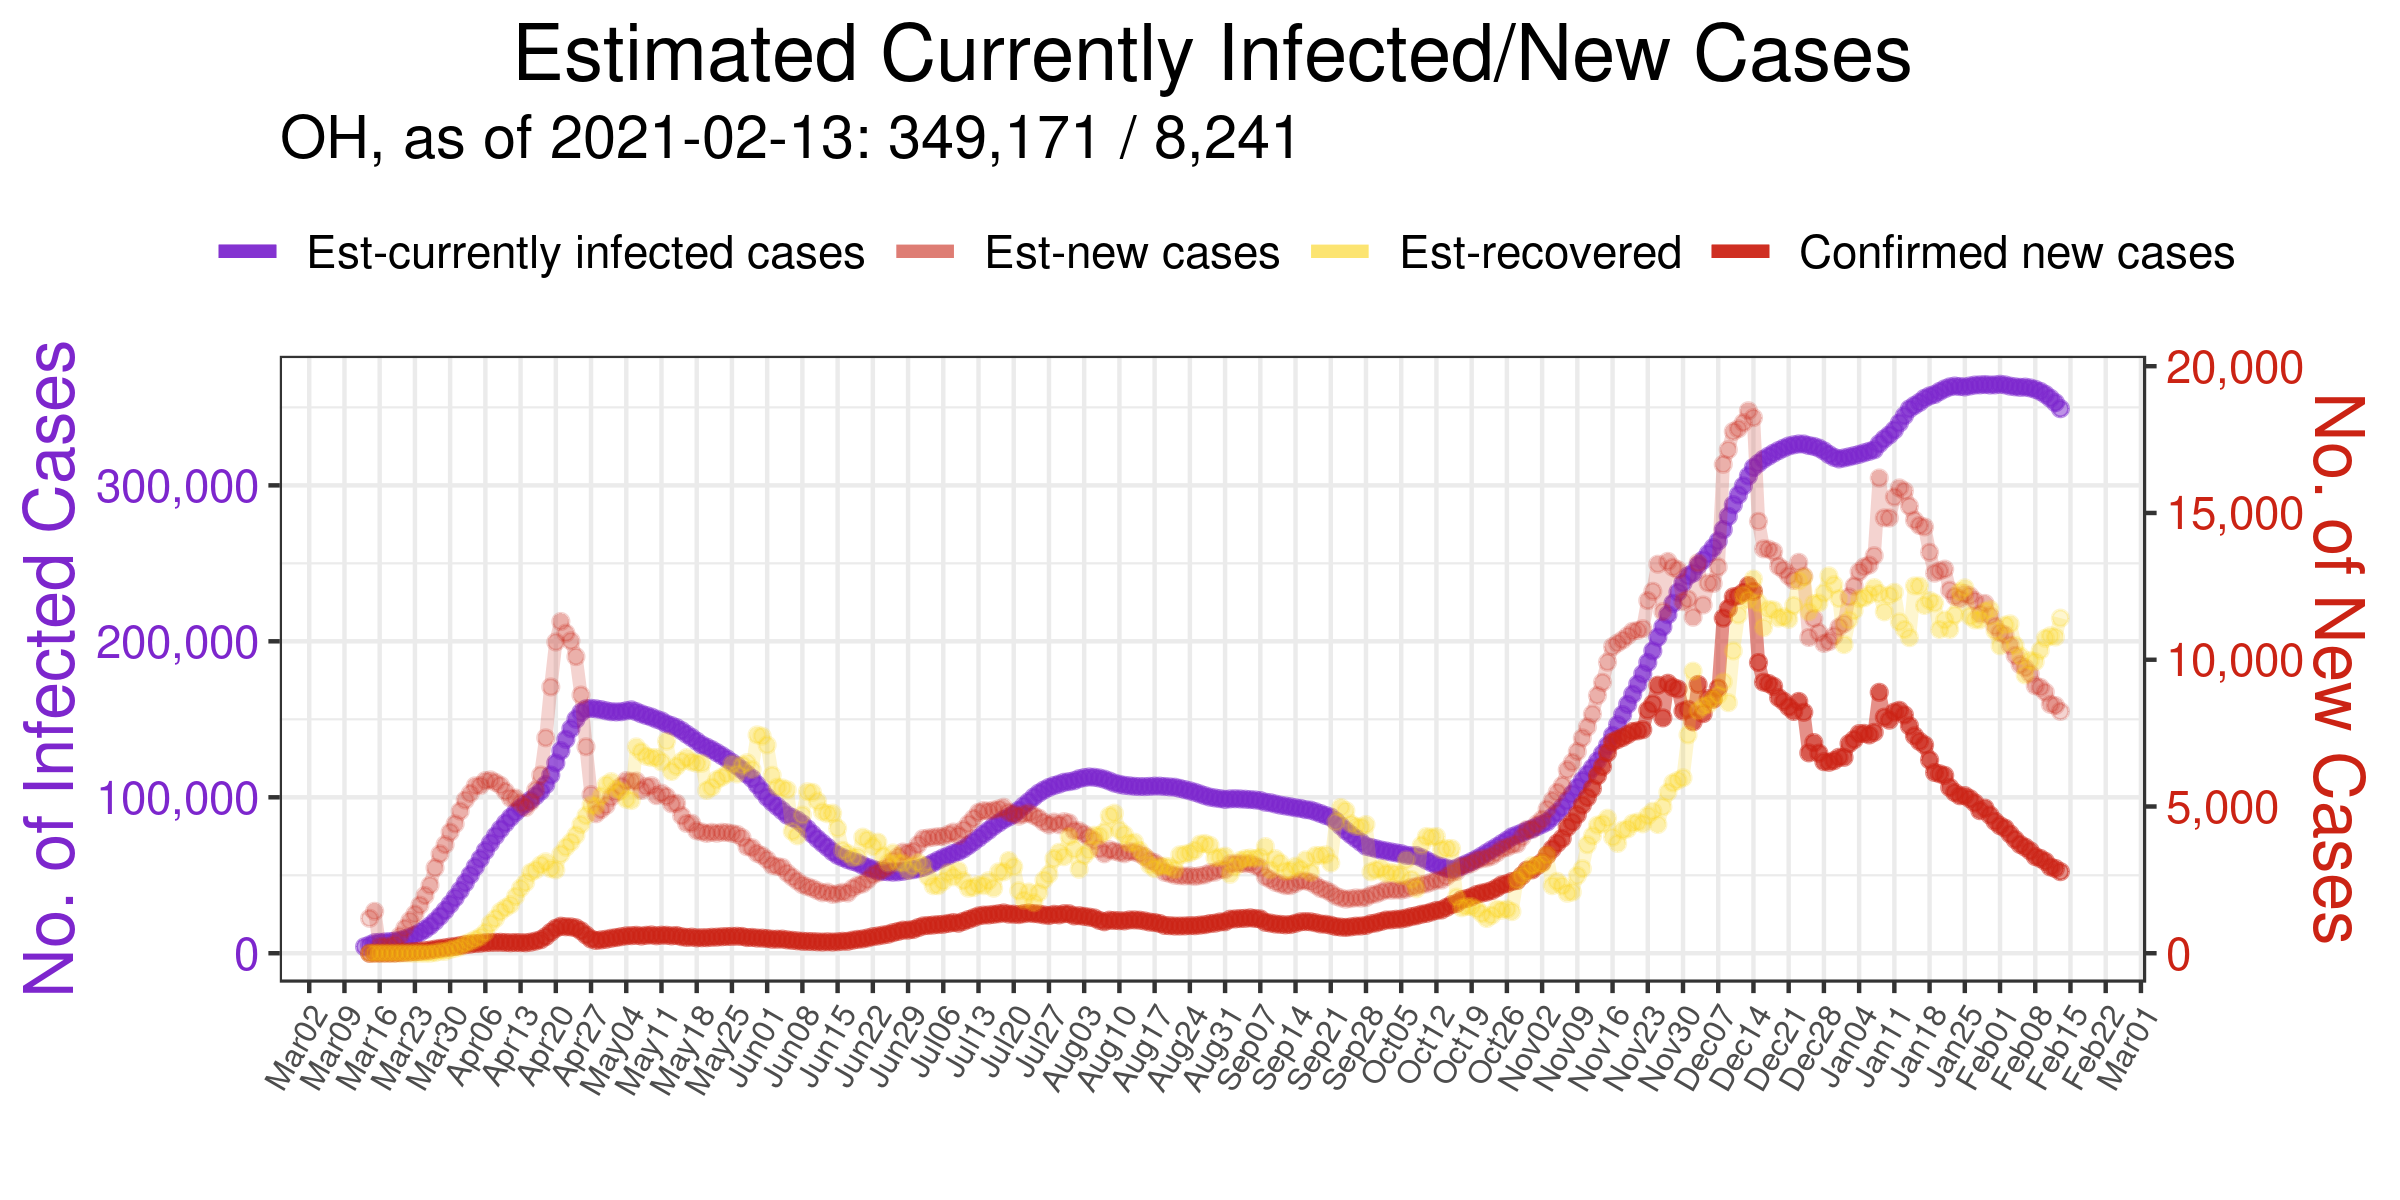 Estimated Currently Infected/New Cases
OH, as of 2021-02-13: 349,171 / 8,241
Est-currently infected cases
Est-new cases
Est-recovered
Confirmed new cases
No. of Infected Cases
300,000
200,000
100,000
0
20,000
15,000
10,000
5,000
0
No. of New Cases
Mar02
Mar09
Mar16
Mar23
Mar30
Apr06
Apr13
Apr20
Apr27
May04
May11
May18
May25
Jun01
Jun08
Jun15
Jun22
Jun29
Jul06
Jul13
Jul20
Jul27
Aug03
Aug10
Aug17
Aug24
Aug31
Sep07
Sep14
Sep21
Sep28
Oct05
Oct12
Oct19
Oct26
Nov02
Nov09
Nov16
Nov23
Nov30
Dec07
Dec14
Dec21
Dec28
Jan04
Jan11
Jan18
Jan25
Feb01
Feb08
Feb15
Feb22
Mar01